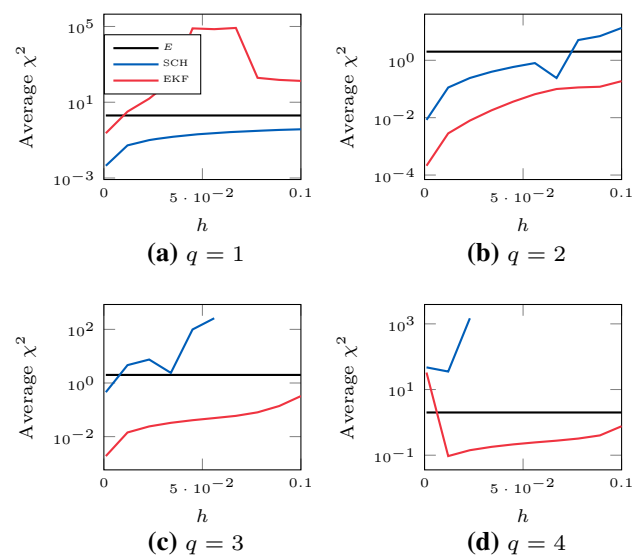 10^5
10^1
10^−3
Average χ^2
E
SCH
EKF
0
5 · 10^−2
0.1
h
(a) q = 1
10^0
10^−4
Average χ^2
0
5 · 10^−2
0.1
h
(b) q = 2
10^2
10^0
10^−2
Average χ^2
0
5 · 10^−2
0.1
h
(c) q = 3
10^3
10^1
10^−1
Average χ^2
0
5 · 10^−2
0.1
h
(d) q = 4